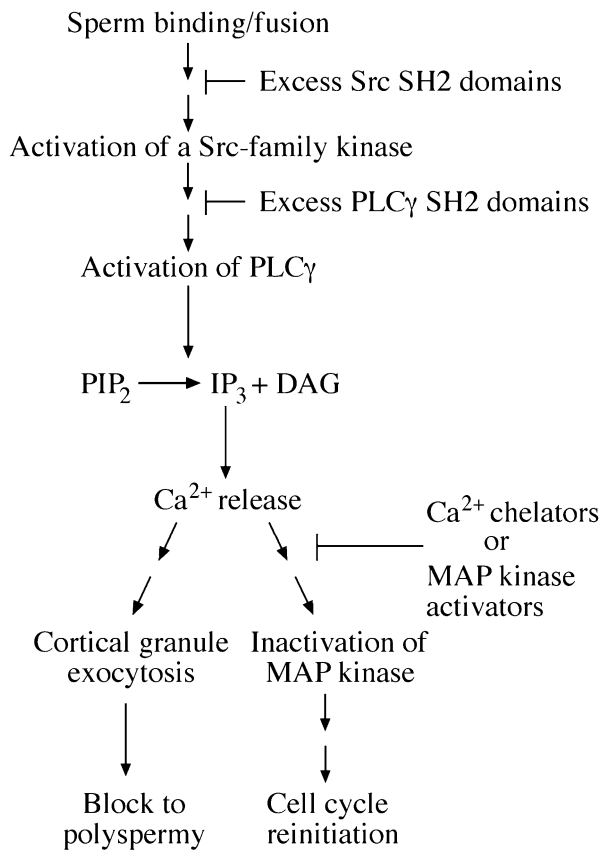 Sperm binding/fusion
Excess Src SH2 domains
Activation of a Src-family kinase
Excess PLCγ SH2 domains
Activation of PLCγ
PIP₂ IP₃ + DAG
Ca²⁺ release
Ca²⁺ chelators
or
MAP kinase
activators
Cortical granule
exocytosis
Inactivation of
MAP kinase
Block to
polyspermy
Cell cycle
reinitiation